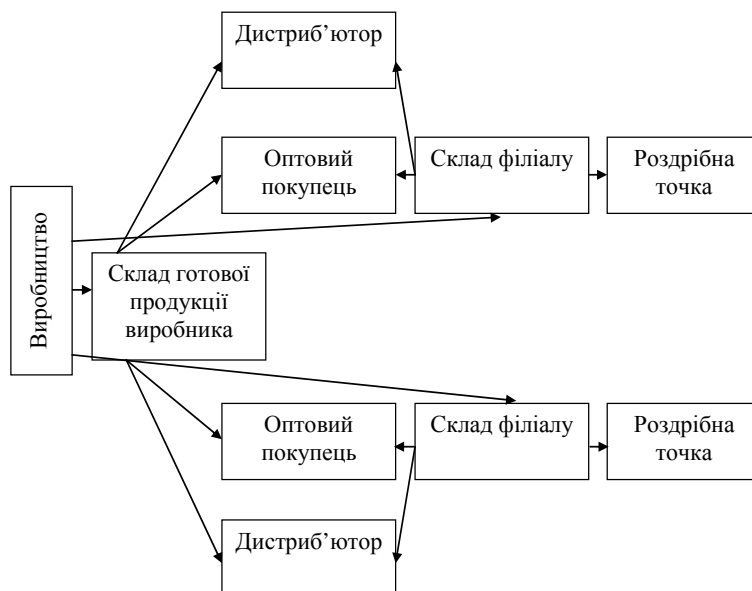 Дистриб’ютор
Оптовий
покупець
Склад філіалу
Роздрібна
точка
Виробництво
Склад готової
продукції
виробника
Оптовий
покупець
Склад філіалу
Роздрібна
точка
Дистриб’ютор